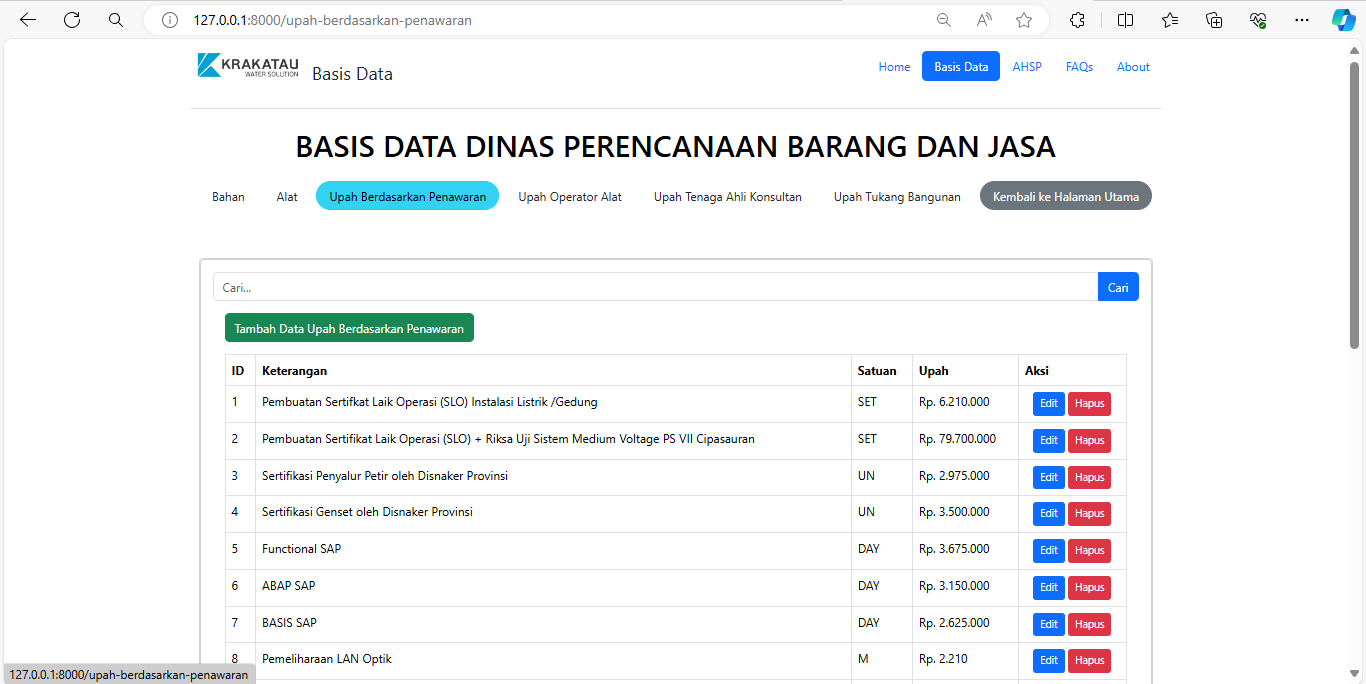 127.0.0.1:8000/upah-berdasarkan-penawaran
KRAKATAU
WATER SOLUTION
Basis Data
Home Basis Data AHSP FAQs About
BASIS DATA DINAS PERENCANAAN BARANG DAN JASA
Bahan Alat Upah Berdasarkan Penawaran Upah Operator Alat Upah Tenaga Ahli Konsultan Upah Tukang Bangunan Kembali ke Halaman Utama
Cari... Cari
Tambah Data Upah Berdasarkan Penawaran
ID Keterangan Satuan Upah Aksi
1 Pembuatan Sertifkat Laik Operasi (SLO) Instalasi Listrik /Gedung SET Rp. 6.210.000 Edit Hapus
2 Pembuatan Sertifikat Laik Operasi (SLO) + Riksa Uji Sistem Medium Voltage PS VII Cipasauran SET Rp. 79.700.000 Edit Hapus
3 Sertifikasi Penyalur Petir oleh Disnaker Provinsi UN Rp. 2.975.000 Edit Hapus
4 Sertifikasi Genset oleh Disnaker Provinsi UN Rp. 3.500.000 Edit Hapus
5 Functional SAP DAY Rp. 3.675.000 Edit Hapus
6 ABAP SAP DAY Rp. 3.150.000 Edit Hapus
7 BASIS SAP DAY Rp. 2.625.000 Edit Hapus
8 Pemeliharaan LAN Optik M Rp. 2.210 Edit Hapus
127.0.0.1:8000/upah-berdasarkan-penawaran